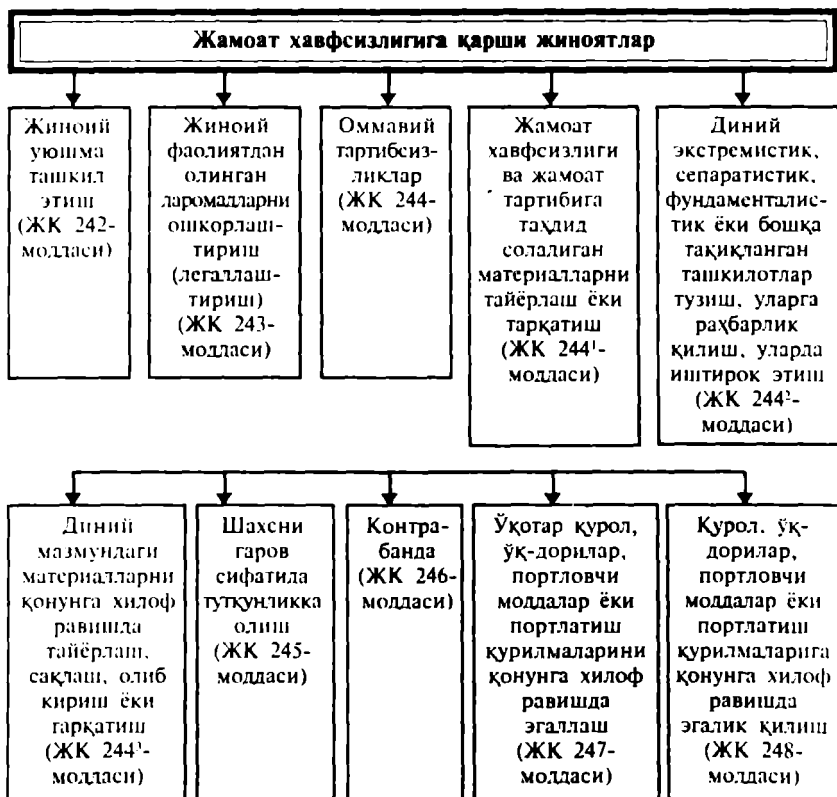 Жамоат хавфсизлигига қарши жиноятлар
Жиноий
уюшма
ташкил
этиш
(ЖК 242-
моддаси)
Жиноий
фаолиятдан
олинган
даромадларни
ошкорлаш-
тириш
(легаллаш-
тириш)
(ЖК 243-
моддаси)
Оммавий
тартибсиз-
ликлар
(ЖК 244-
моддаси)
Жамоат
хавфсизлиги
ва жамоат
тартибига
таҳдид
соладиган
материалларни
тайёрлаш ёки
тарқатиш
(ЖК 244¹-
моддаси)
Диний
экстремистик,
сепаратистик,
фундаменталис-
тик ёки бошқа
тақиқланган
ташкилотлар
тузиш, уларга
раҳбарлик
қилиш, уларда
иштирок этиш
(ЖК 244²-
моддаси)
Диний
мазмундаги
материалларни
қонунга хилоф
равишда
тайёрлаш,
сақлаш, олиб
кириш ёки
тарқатиш
(ЖК 244³-
моддаси)
Шахсни
гаров
сифатида
тутқунликка
олиш
(ЖК 245-
моддаси)
Контра-
банда
(ЖК 246-
моддаси)
Ўқотар қурол,
ўқ-дорилар,
портловчи
моддалар ёки
портлатиш
қурилмаларини
қонунга хилоф
равишда
эгаллаш
(ЖК 247-
моддаси)
Қурол, ўқ-
дорилар,
портловчи
моддалар ёки
портлатиш
қурилмаларига
қонунга хилоф
равишда
эгалик қилиш
(ЖК 248-
моддаси)